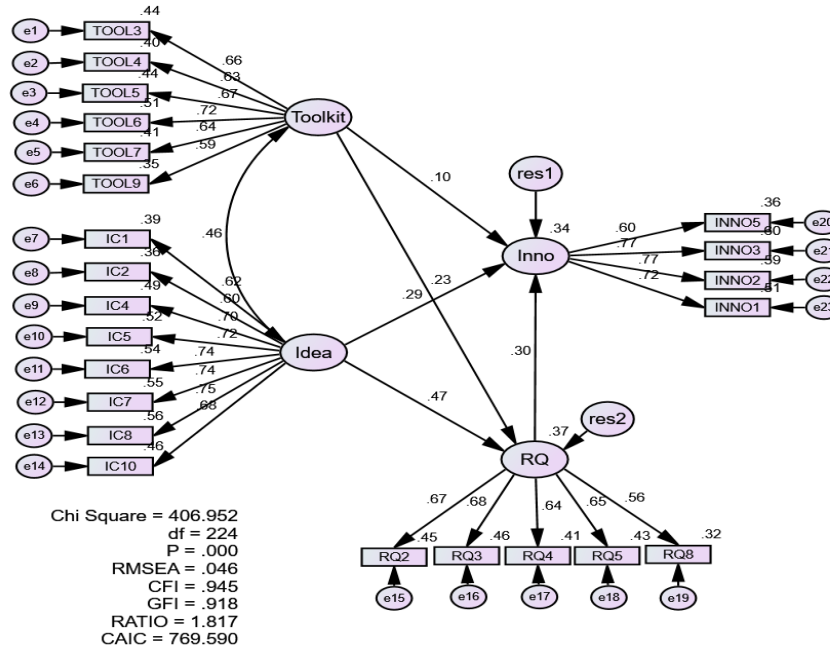 .44
e1 TOOL3
.40
e2 TOOL4
.44
e3 TOOL5
.51
e4 TOOL6
.41
e5 TOOL7
.35
e6 TOOL9
.66
.63
.67
.72
.64
.59
Toolkit
.46
.39
e7 IC1
.36
e8 IC2
.49
e9 IC4
.52
e10 IC5
.54
e11 IC6
.55
e12 IC7
.56
e13 IC8
.46
e14 IC10
.62
.60
.70
.72
.74
.74
.75
.68
Idea
.10
.23
.29
.47
.30
res1
.34
Inno
.60
.77
.77
.72
.36
INNO5 e20
.60
INNO3 e21
.59
INNO2 e22
.51
INNO1 e23
res2
.37
RQ
.67 .68 .64 .65 .56
.45 .46 .41 .43 .32
RQ2 RQ3 RQ4 RQ5 RQ8
e15 e16 e17 e18 e19
Chi Square = 406.952
df = 224
P = .000
RMSEA = .046
CFI = .945
GFI = .918
RATIO = 1.817
CAIC = 769.590